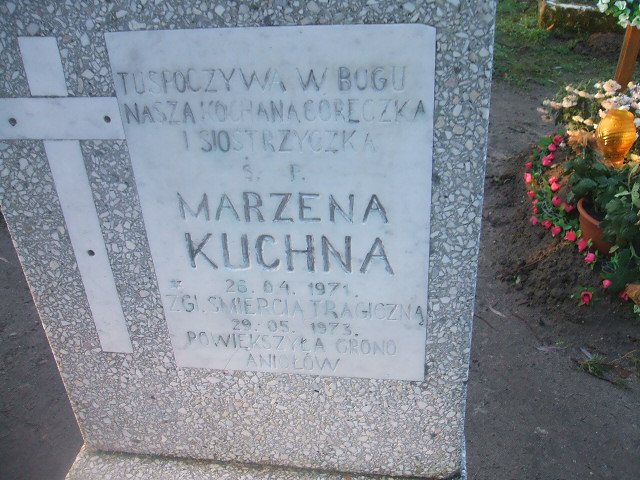 TU SPOCZYWA W BOGU
NASZA KOCHANA CÓRECZKA
I SIOSTRZYCZKA
Ś. P.
MARZENA
KUCHNA
* 26.04.1971.
ZGI. ŚMIERCIĄ TRAGICZNĄ
29.05.1973.
POWIĘKSZYŁA GRONO
ANIOŁÓW